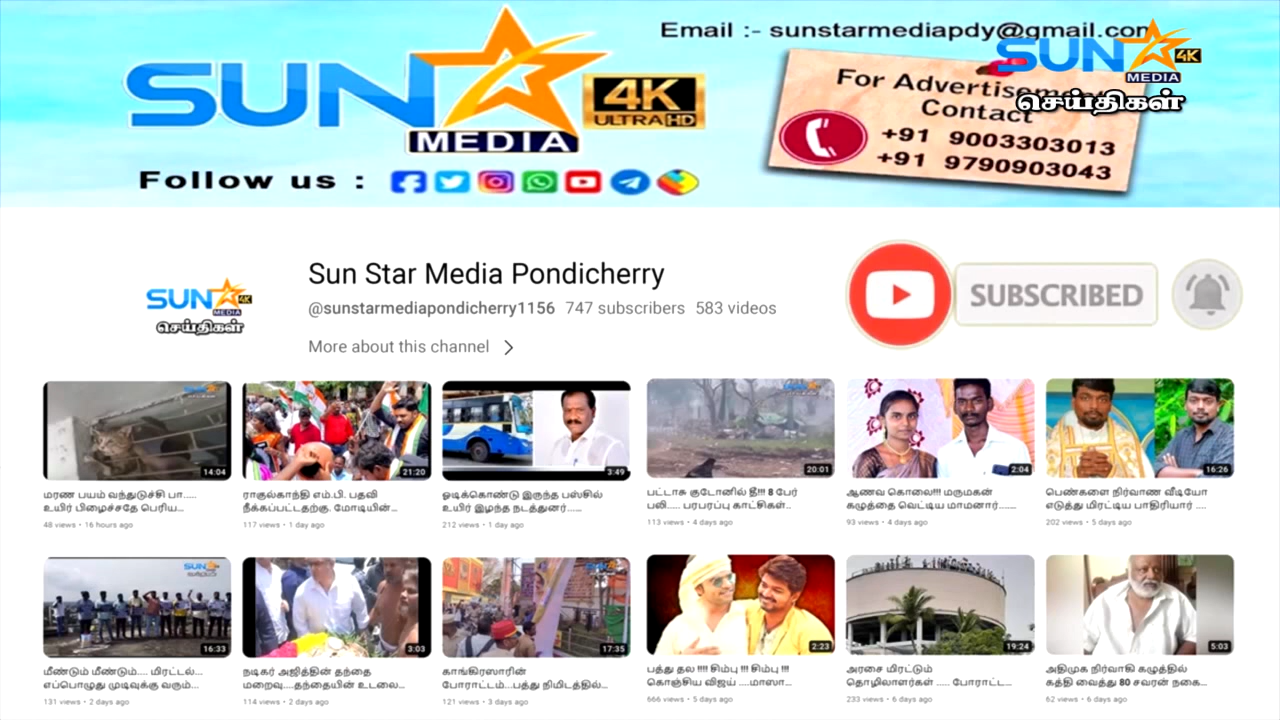 Email :- sunstarmediapdy@gmail.com
SUN
MEDIA
4K
ULTRA HD
For Advertisement
Contact
+91 9003303013
+91 9790903043
SUN
MEDIA
4K
செய்திகள்
Follow us :
Sun Star Media Pondicherry
@sunstarmediapondicherry1156 747 subscribers 583 videos
More about this channel
SUN
MEDIA
4K
செய்திகள்
SUBSCRIBED
14:04
21:20
3:49
20:01
2:04
16:26
மரண பயம் வந்துடுச்சி பா.....
உயிர் பிழைச்சதே பெரிய...
48 views • 16 hours ago
ராகுல்காந்தி எம்.பி. பதவி
நீக்கப்பட்டதற்கு. மோடியின்...
117 views • 1 day ago
ஓடிக்கொண்டு இருந்த பஸ்சில்
உயிர் இழந்த நடத்துனர்......
212 views • 1 day ago
பட்டாசு குடோனில் தீ!!! 8 பேர்
பலி..... பரபரப்பு காட்சிகள்..
113 views • 4 days ago
ஆணவ கொலை!!! மருமகன்
கழுத்தை வெட்டிய மாமனார்.......
93 views • 4 days ago
பெண்களை நிர்வாண வீடியோ
எடுத்து மிரட்டிய பாதிரியார் ....
202 views • 5 days ago
16:33
3:03
17:35
2:23
19:24
5:03
மீண்டும் மீண்டும்.... மிரட்டல்...
எப்பொழுது முடிவுக்கு வரும்...
131 views • 2 days ago
நடிகர் அஜித்தின் தந்தை
மறைவு....தந்தையின் உடலை...
114 views • 2 days ago
காங்கிரஸாரின்
போராட்டம்...பத்து நிமிடத்தில்...
121 views • 3 days ago
பத்து தல !!!! சிம்பு !!! சிம்பு !!!
கொஞ்சிய விஜய் ....மாஸா...
666 views • 5 days ago
அரசை மிரட்டும்
தொழிலாளர்கள் ..... போராட்ட...
233 views • 6 days ago
அதிமுக நிர்வாகி கழுத்தில்
கத்தி வைத்து 80 சவரன் நகை...
62 views • 6 days ago